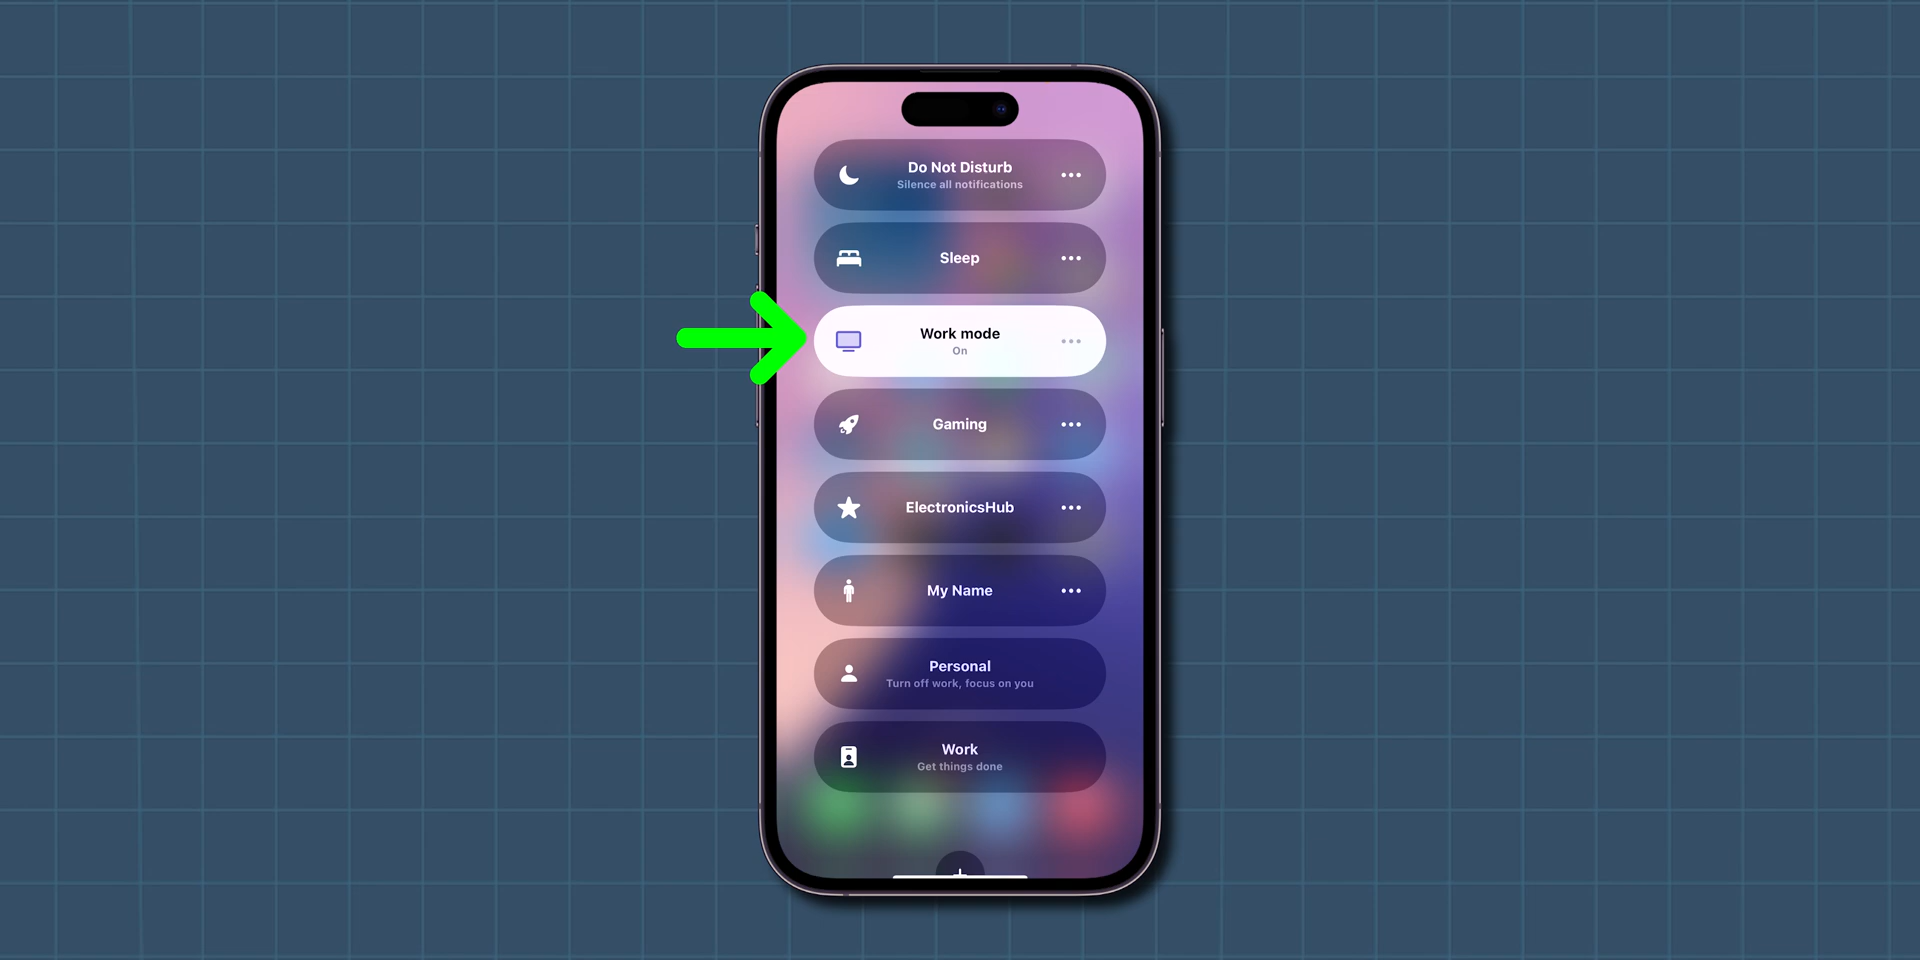 Do Not Disturb
Silence all notifications
Sleep
Work mode
On
Gaming
ElectronicsHub
My Name
Personal
Turn off work, focus on you
Work
Get things done